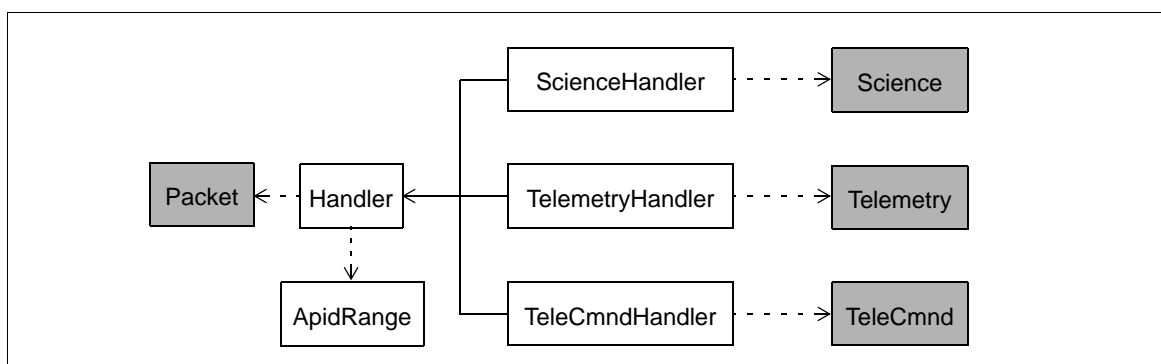 ScienceHandler
Science
Packet
Handler
TelemetryHandler
Telemetry
ApidRange
TeleCmndHandler
TeleCmnd